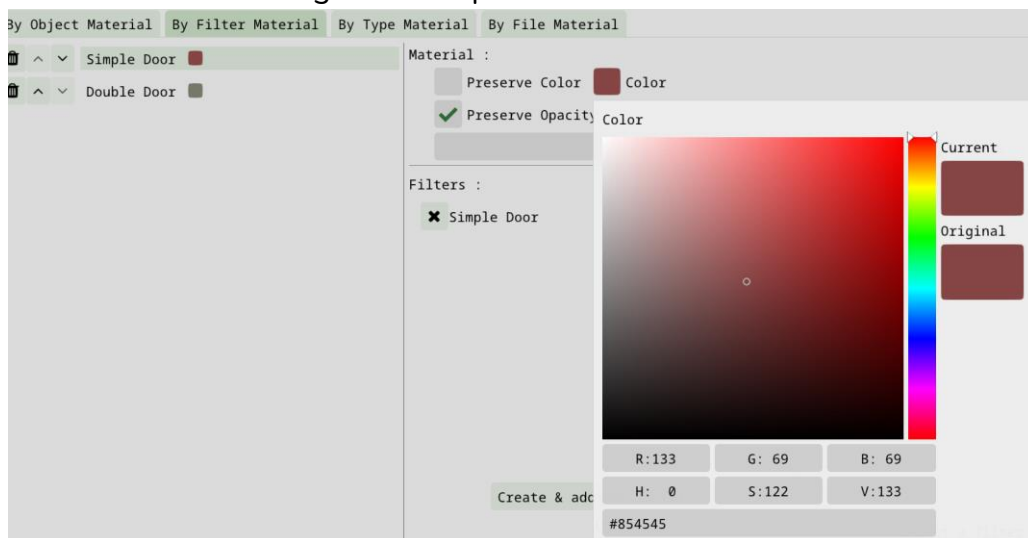 By Object Material By Filter Material By Type Material By File Material
Simple Door
Double Door
Material :
Preserve Color Color
Preserve Opacity
Color
Current
Original
Filters :
Simple Door
R:133 G: 69 B: 69
H: 0 S:122 V:133
Create & add
#854545